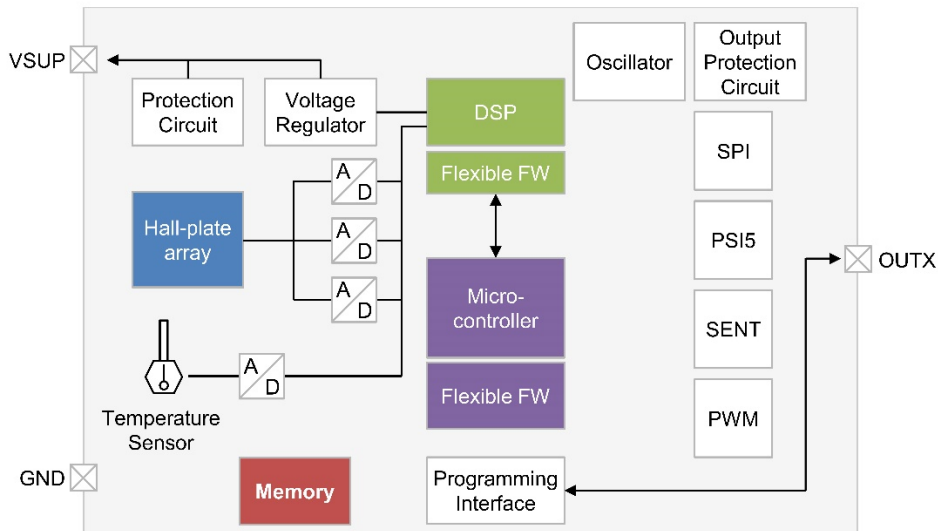 VSUP
Protection
Circuit
Voltage
Regulator
DSP
Flexible FW
Oscillator
Output
Protection
Circuit
SPI
PSI5
SENT
PWM
OUTX
Hall-plate
array
A
D
A
D
A
D
A
D
Micro-
controller
Flexible FW
Temperature
Sensor
GND
Memory
Programming
Interface